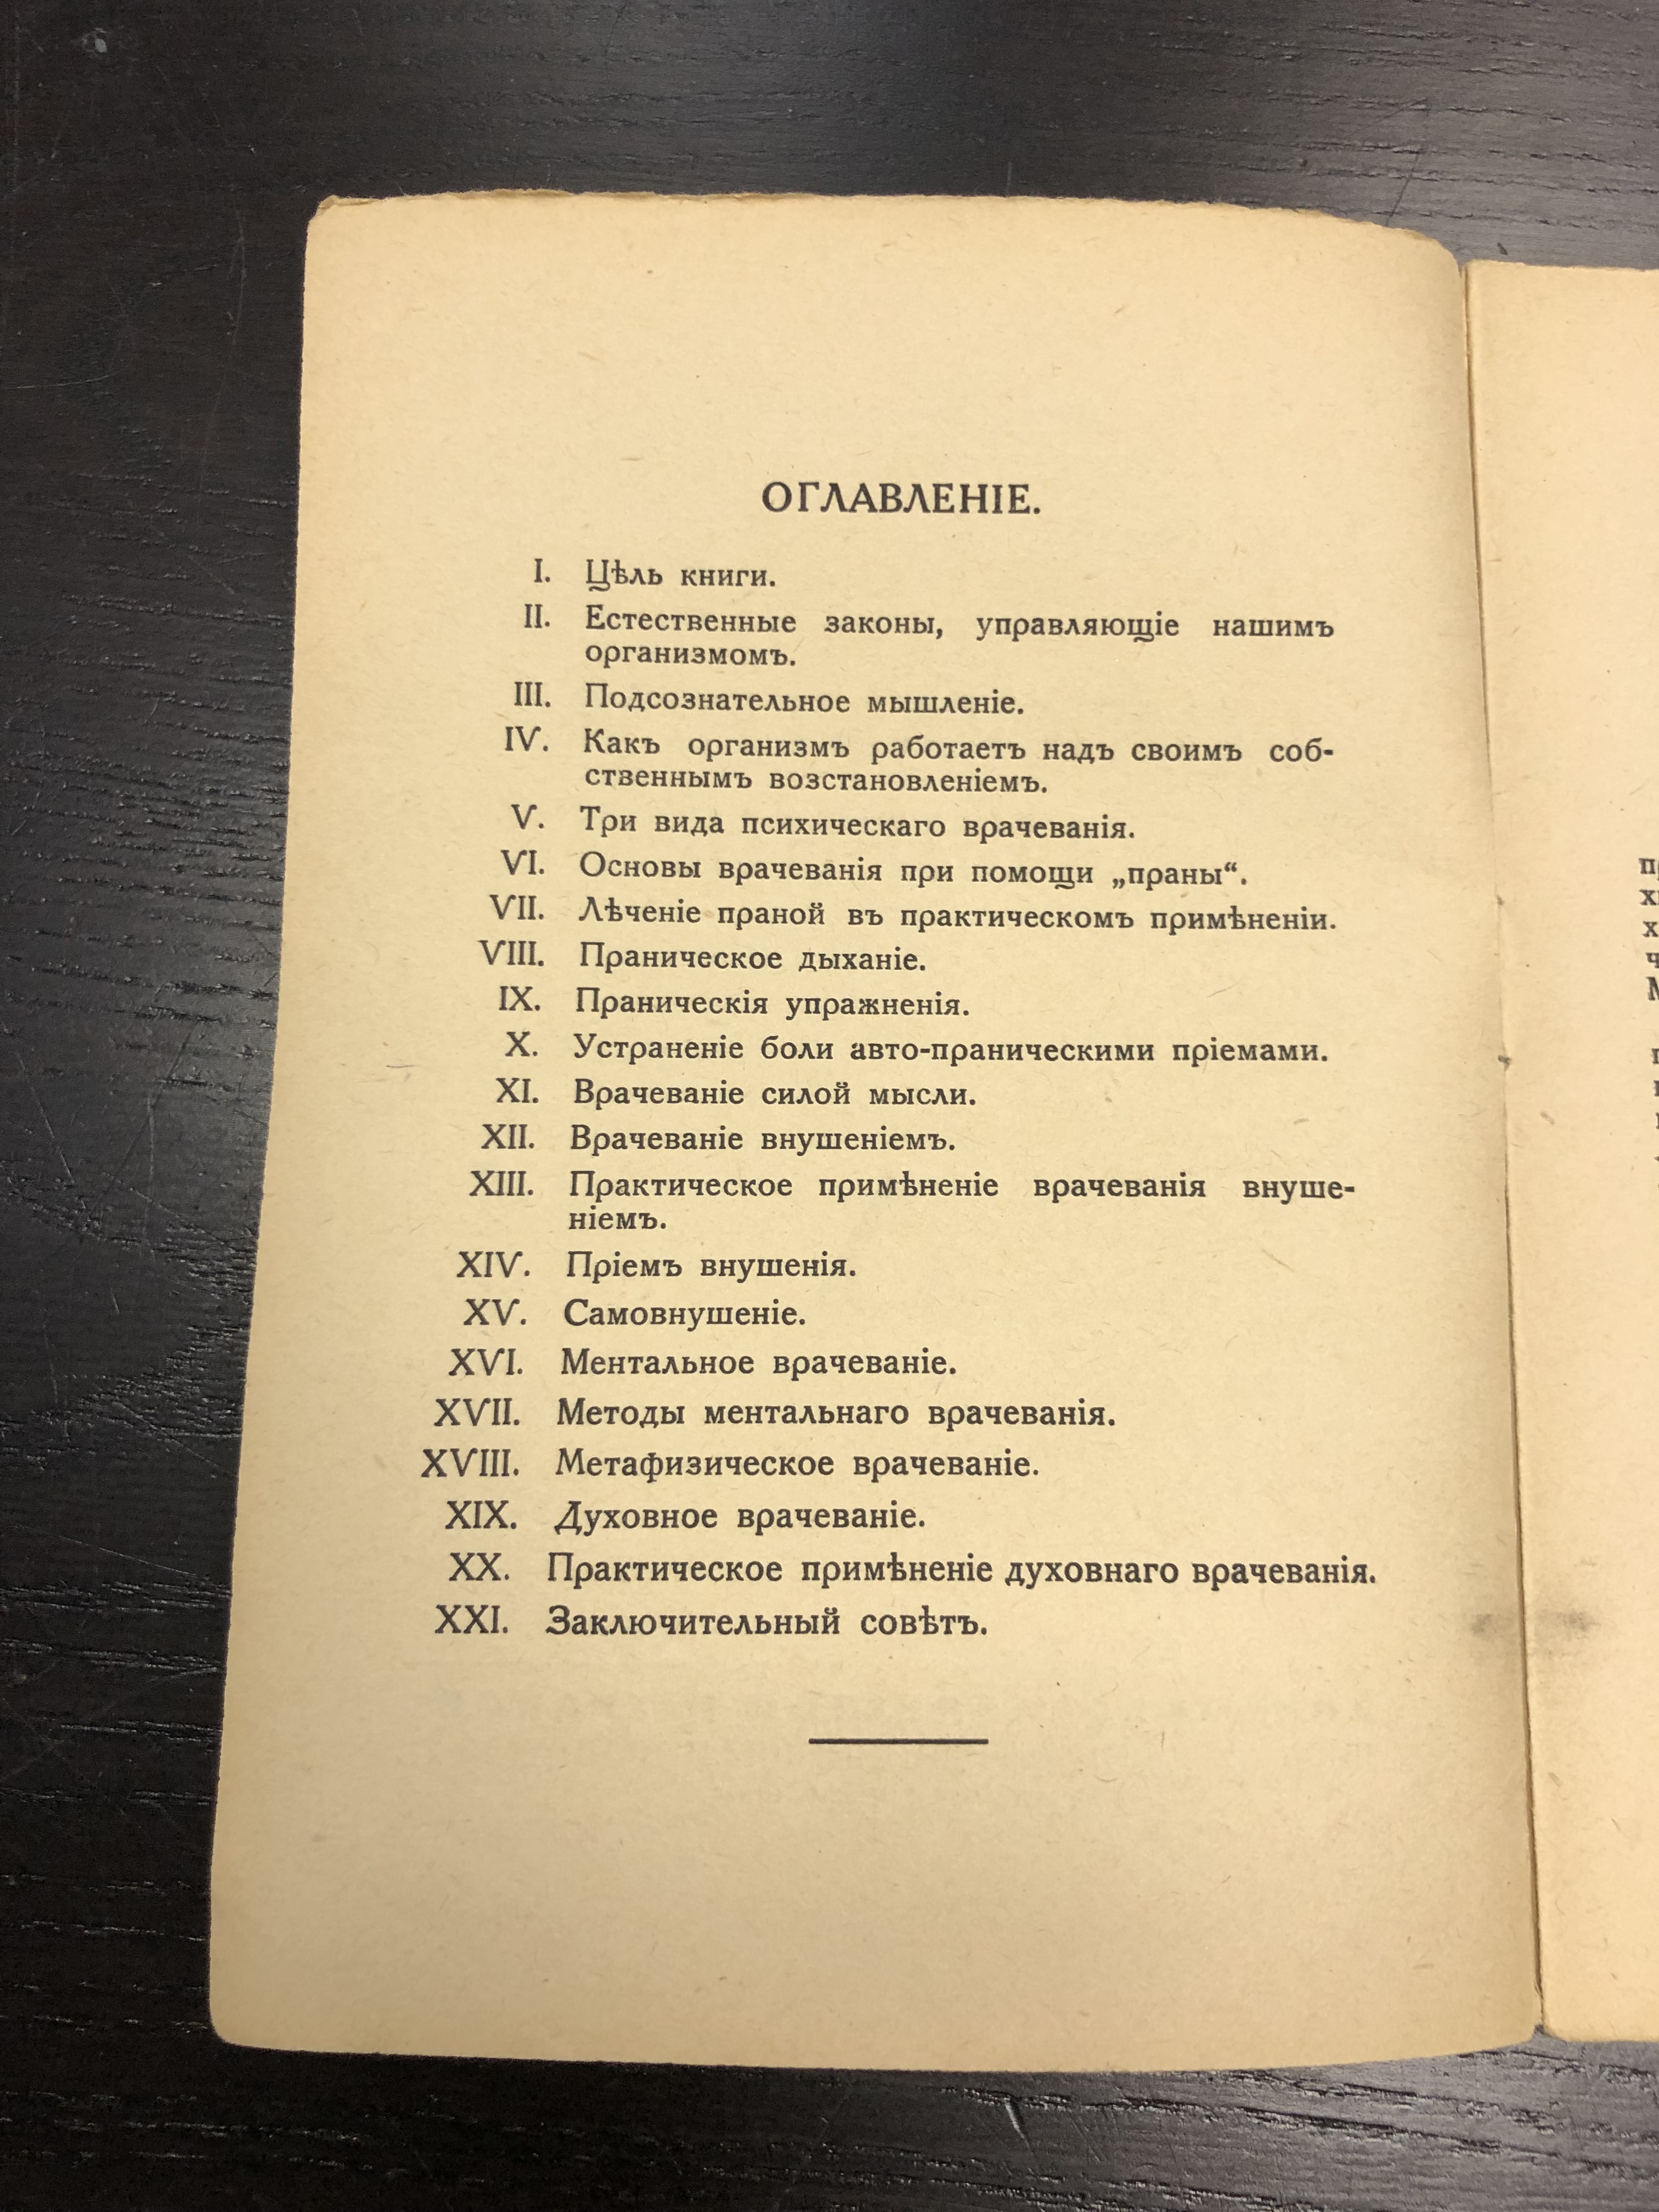 ОГЛАВЛЕНІЕ.
I. Цѣль книги.
II. Естественные законы, управляющіе нашимъ
организмомъ.
III. Подсознательное мышленіе.
IV. Какъ организмъ работаетъ надъ своимъ соб-
ственнымъ возстановленіемъ.
V. Три вида психическаго врачеванія.
VI. Основы врачеванія при помощи „праны“.
VII. Лѣченіе праной въ практическомъ примѣненіи.
VIII. Праническое дыханіе.
IX. Праническія упражненія.
X. Устраненіе боли авто-праническими пріемами.
XI. Врачеваніе силой мысли.
XII. Врачеваніе внушеніемъ.
XIII. Практическое примѣненіе врачеванія внуше-
ніемъ.
XIV. Пріемъ внушенія.
XV. Самовнушеніе.
XVI. Ментальное врачеваніе.
XVII. Методы ментальнаго врачеванія.
XVIII. Метафизическое врачеваніе.
XIX. Духовное врачеваніе.
XX. Практическое примѣненіе духовнаго врачеванія.
XXI. Заключительный совѣтъ.